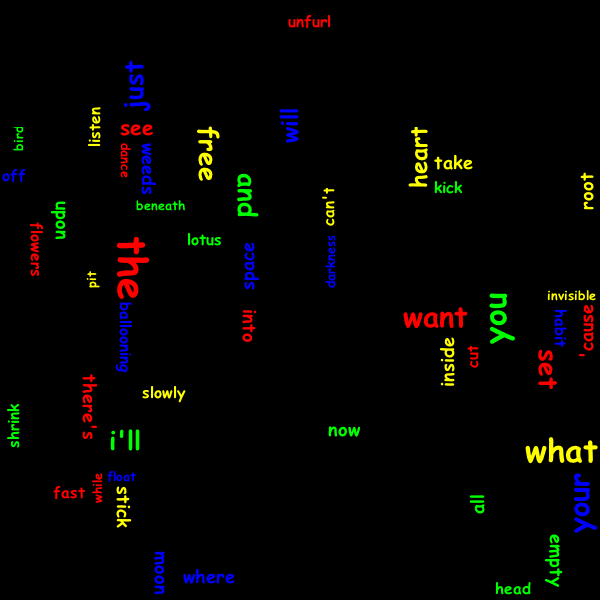 unfurl
just
see
listen
bird
dance
weeds
free
will
heart
take
kick
off
and
can't
root
upon
beneath
flowers
lotus
the
space
darkness
pit
invisible
ballooning
into
want
you
habit
'cause
inside
cut
set
there's
slowly
shrink
i'll
now
what
float
while
fast
stick
all
your
moon
where
empty
head